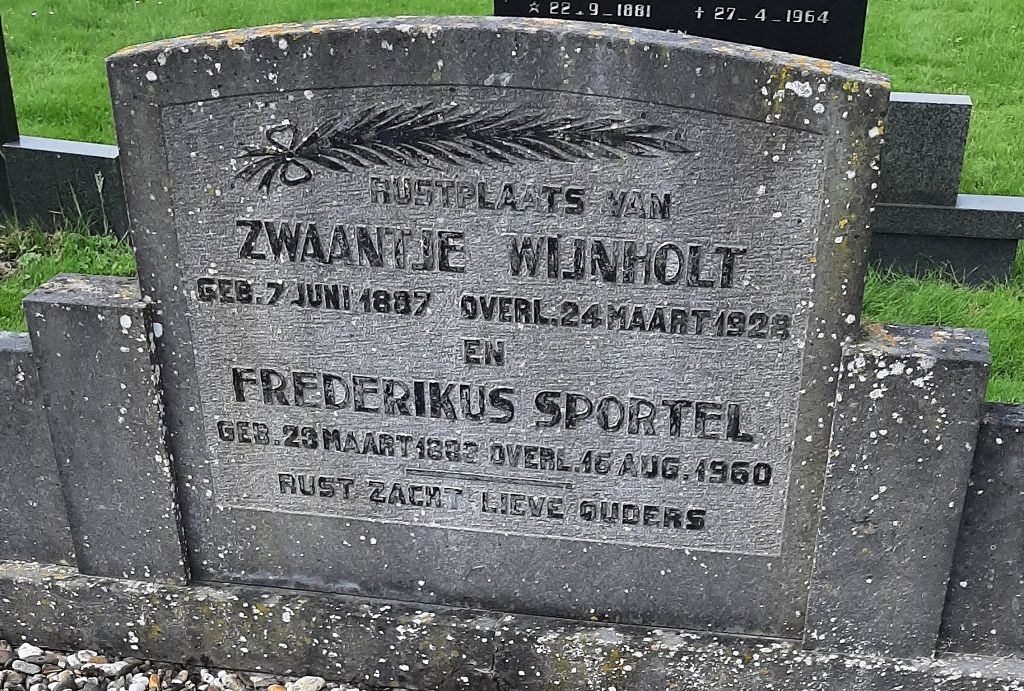 * 22-9-1881 + 27-4-1964
RUSTPLAATS VAN
ZWAANTJE WIJNHOLT
GEB. 7 JUNI 1887 OVERL. 24 MAART 1928
EN
FREDERIKUS SPORTEL
GEB. 23 MAART 1883 OVERL. 16 AUG. 1960
RUST ZACHT LIEVE OUDERS